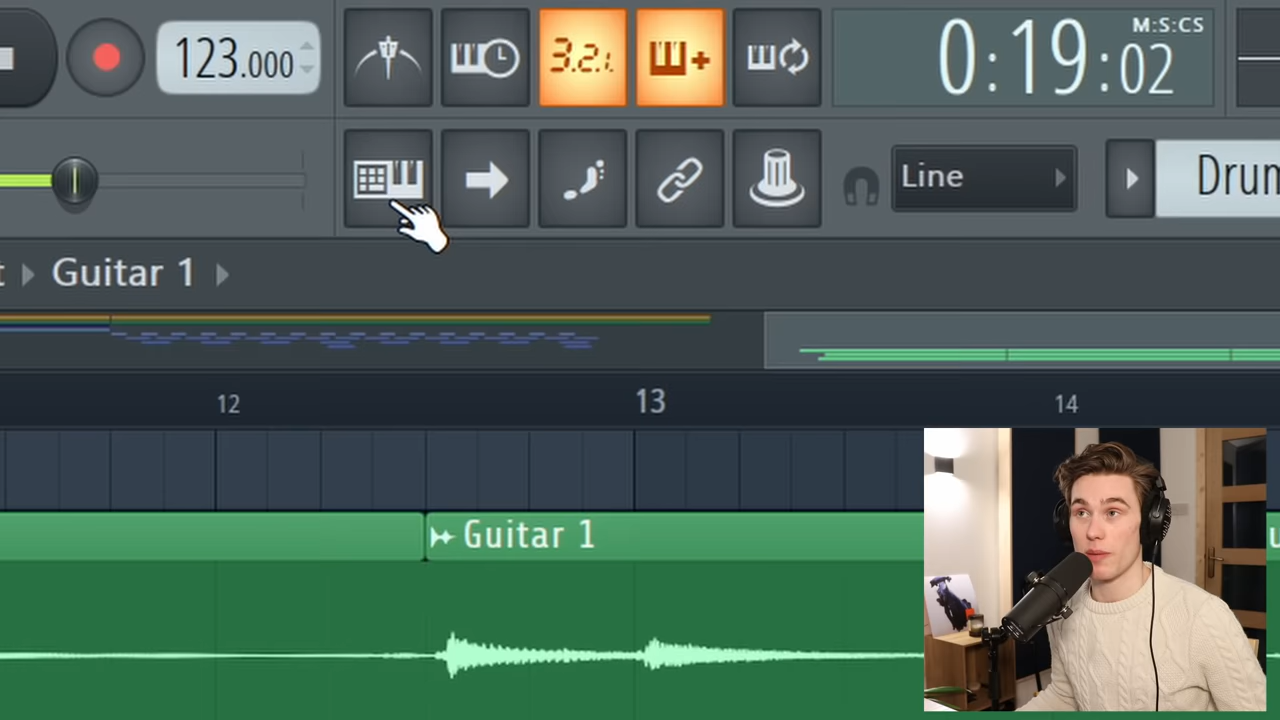 123.000
3.2.1.
0:19:02
M:S:CS
Line
Drum
t
Guitar 1
12
13
14
Guitar 1
u